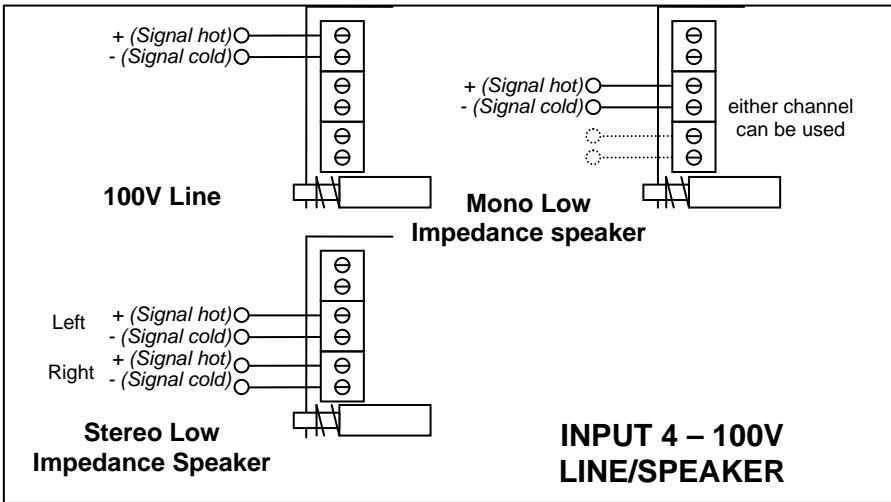 + (Signal hot)
- (Signal cold)
100V Line
+ (Signal hot)
- (Signal cold)
either channel
can be used
Mono Low
Impedance speaker
Left
+ (Signal hot)
- (Signal cold)
Right
+ (Signal hot)
- (Signal cold)
Stereo Low
Impedance Speaker
INPUT 4 – 100V
LINE/SPEAKER